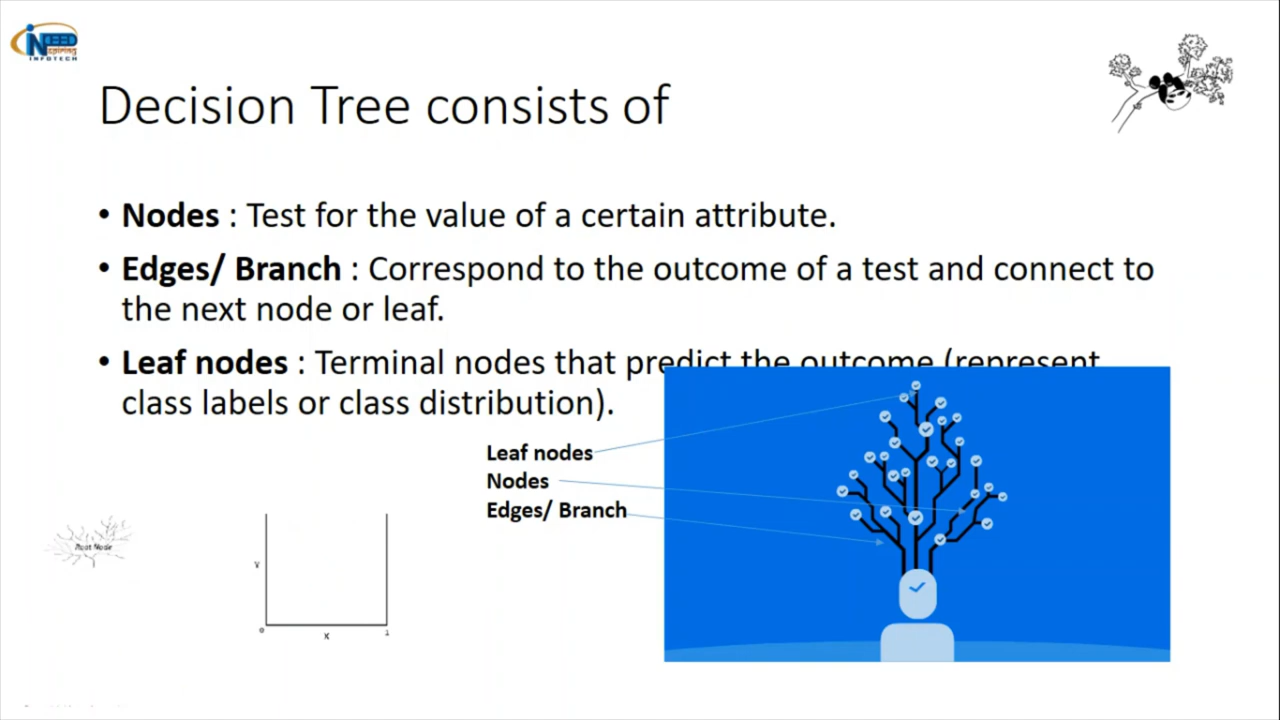 iNEED
INFOTECH
Decision Tree consists of
• Nodes : Test for the value of a certain attribute.
• Edges/ Branch : Correspond to the outcome of a test and connect to
the next node or leaf.
• Leaf nodes : Terminal nodes that predict the outcome (represent
class labels or class distribution).
Leaf nodes
Nodes
Edges/ Branch
Root Node
Y
0
X
1